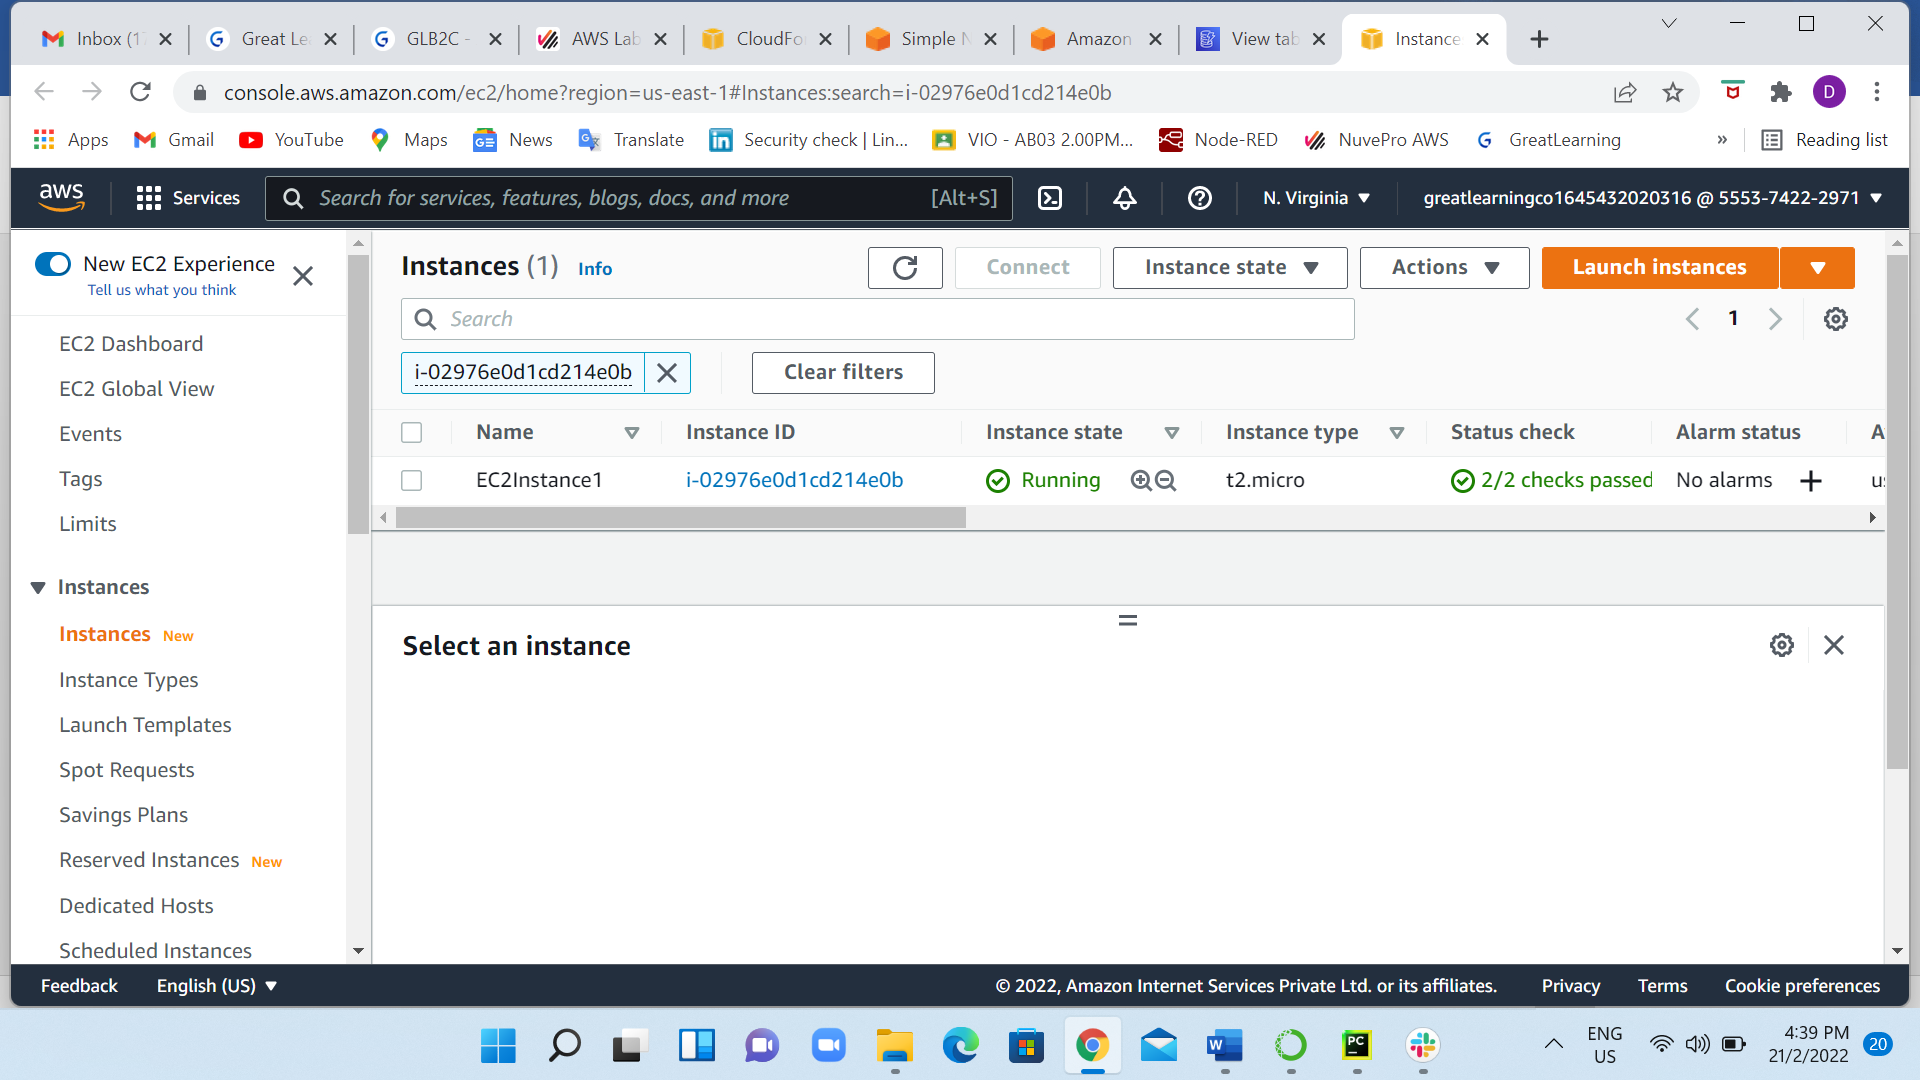 Inbox (1
Great Le
GLB2C -
AWS Lab
CloudFo
Simple N
Amazon
View tab
Instance
console.aws.amazon.com/ec2/home?region=us-east-1#Instances:search=i-02976e0d1cd214e0b
D
Apps
Gmail
YouTube
Maps
News
Translate
Security check | Lin...
VIO - AB03 2.00PM...
Node-RED
NuvePro AWS
GreatLearning
»
Reading list
aws
Services
Search for services, features, blogs, docs, and more
[Alt+S]
N. Virginia
greatlearningco1645432020316 @ 5553-7422-2971
New EC2 Experience
Tell us what you think
EC2 Dashboard
EC2 Global View
Events
Tags
Limits
Instances
Instances New
Instance Types
Launch Templates
Spot Requests
Savings Plans
Reserved Instances New
Dedicated Hosts
Scheduled Instances
Instances (1) Info
Connect
Instance state
Actions
Launch instances
Search
1
i-02976e0d1cd214e0b
Clear filters
Name Instance ID Instance state Instance type Status check Alarm status A
EC2Instance1 i-02976e0d1cd214e0b Running t2.micro 2/2 checks passed No alarms + u
Select an instance
Feedback
English (US)
© 2022, Amazon Internet Services Private Ltd. or its affiliates.
Privacy
Terms
Cookie preferences
ENG
US
4:39 PM
21/2/2022
20